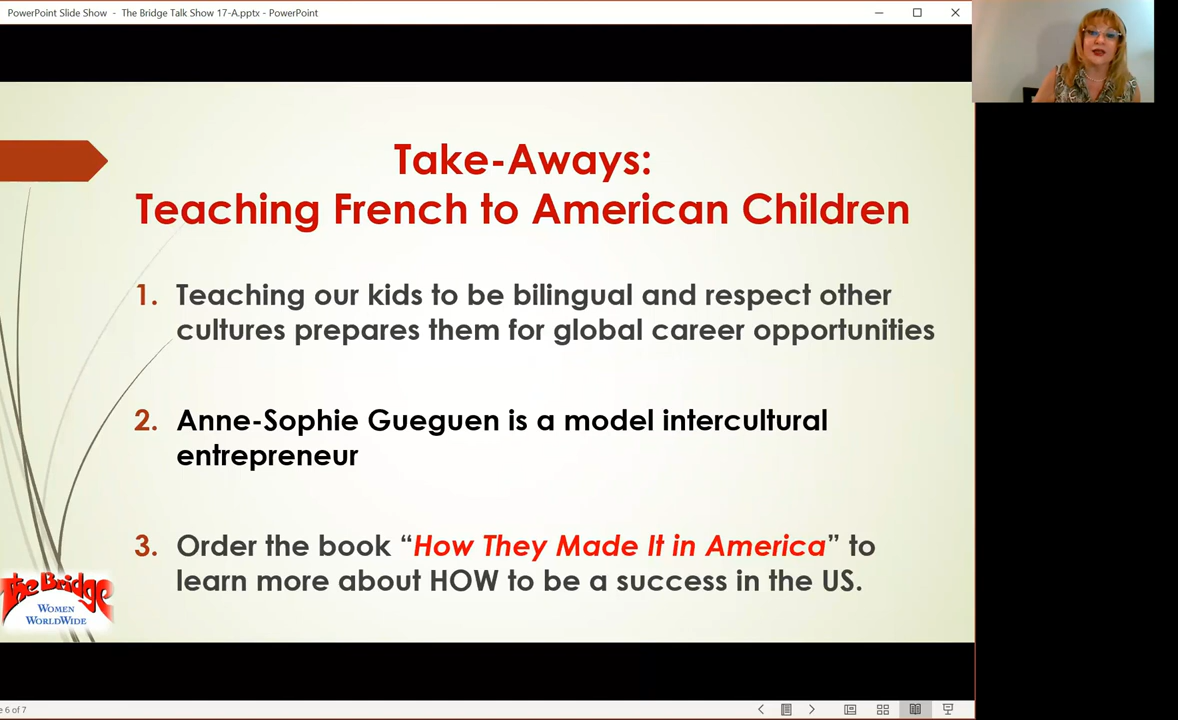 PowerPoint Slide Show - The Bridge Talk Show 17-A.pptx - PowerPoint
Take-Aways:
Teaching French to American Children
1. Teaching our kids to be bilingual and respect other
cultures prepares them for global career opportunities
2. Anne-Sophie Gueguen is a model intercultural
entrepreneur
3. Order the book “How They Made It in America” to
learn more about HOW to be a success in the US.
The Bridge
WOMEN
WORLDWIDE
e 6 of 7